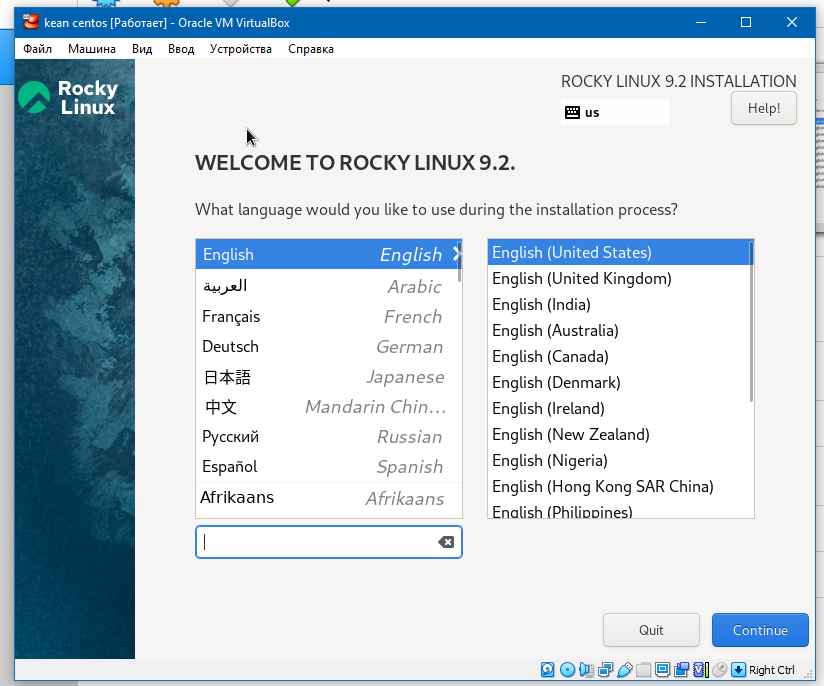 kean centos [Работает] - Oracle VM VirtualBox
Файл Машина Вид Ввод Устройства Справка
Rocky
Linux
ROCKY LINUX 9.2 INSTALLATION
us
Help!
WELCOME TO ROCKY LINUX 9.2.
What language would you like to use during the installation process?
English English
العربية Arabic
Français French
Deutsch German
日本語 Japanese
中文 Mandarin Chin...
Русский Russian
Español Spanish
Afrikaans Afrikaans
English (United States)
English (United Kingdom)
English (India)
English (Australia)
English (Canada)
English (Denmark)
English (Ireland)
English (New Zealand)
English (Nigeria)
English (Hong Kong SAR China)
English (Philippines)
Quit
Continue
Right Ctrl